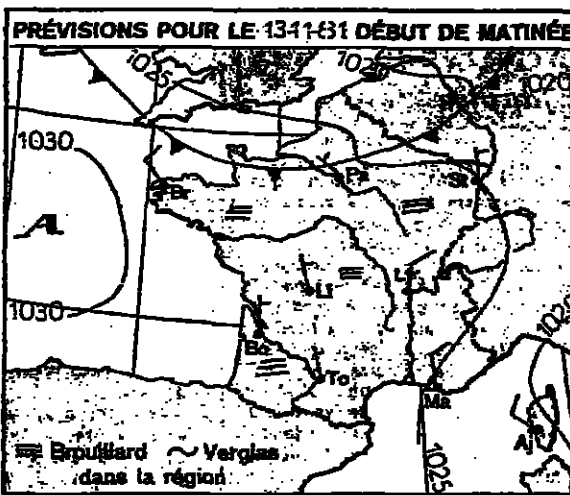 PRÉVISIONS POUR LE 13-11-81 DÉBUT DE MATINÉE
1025
1020
1030
Br
Pa
St
A
Li
Ly
1030
1020
Bo
To
Ma
Aj
1025
Brouillard Verglas
dans la région